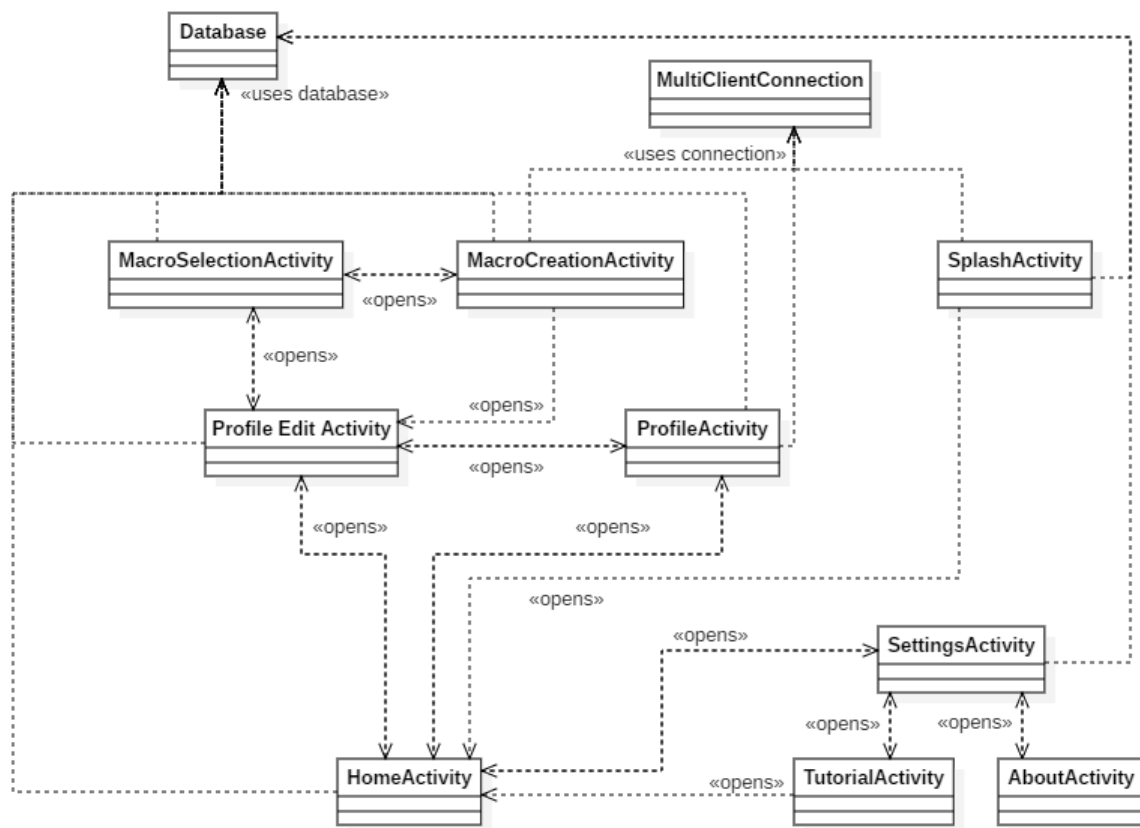 Database
MultiClientConnection
«uses database»
«uses connection»
MacroSelectionActivity
MacroCreationActivity
SplashActivity
«opens»
«opens»
«opens»
Profile Edit Activity
ProfileActivity
«opens»
«opens»
«opens»
«opens»
«opens»
SettingsActivity
«opens»
«opens»
HomeActivity
«opens»
TutorialActivity
AboutActivity